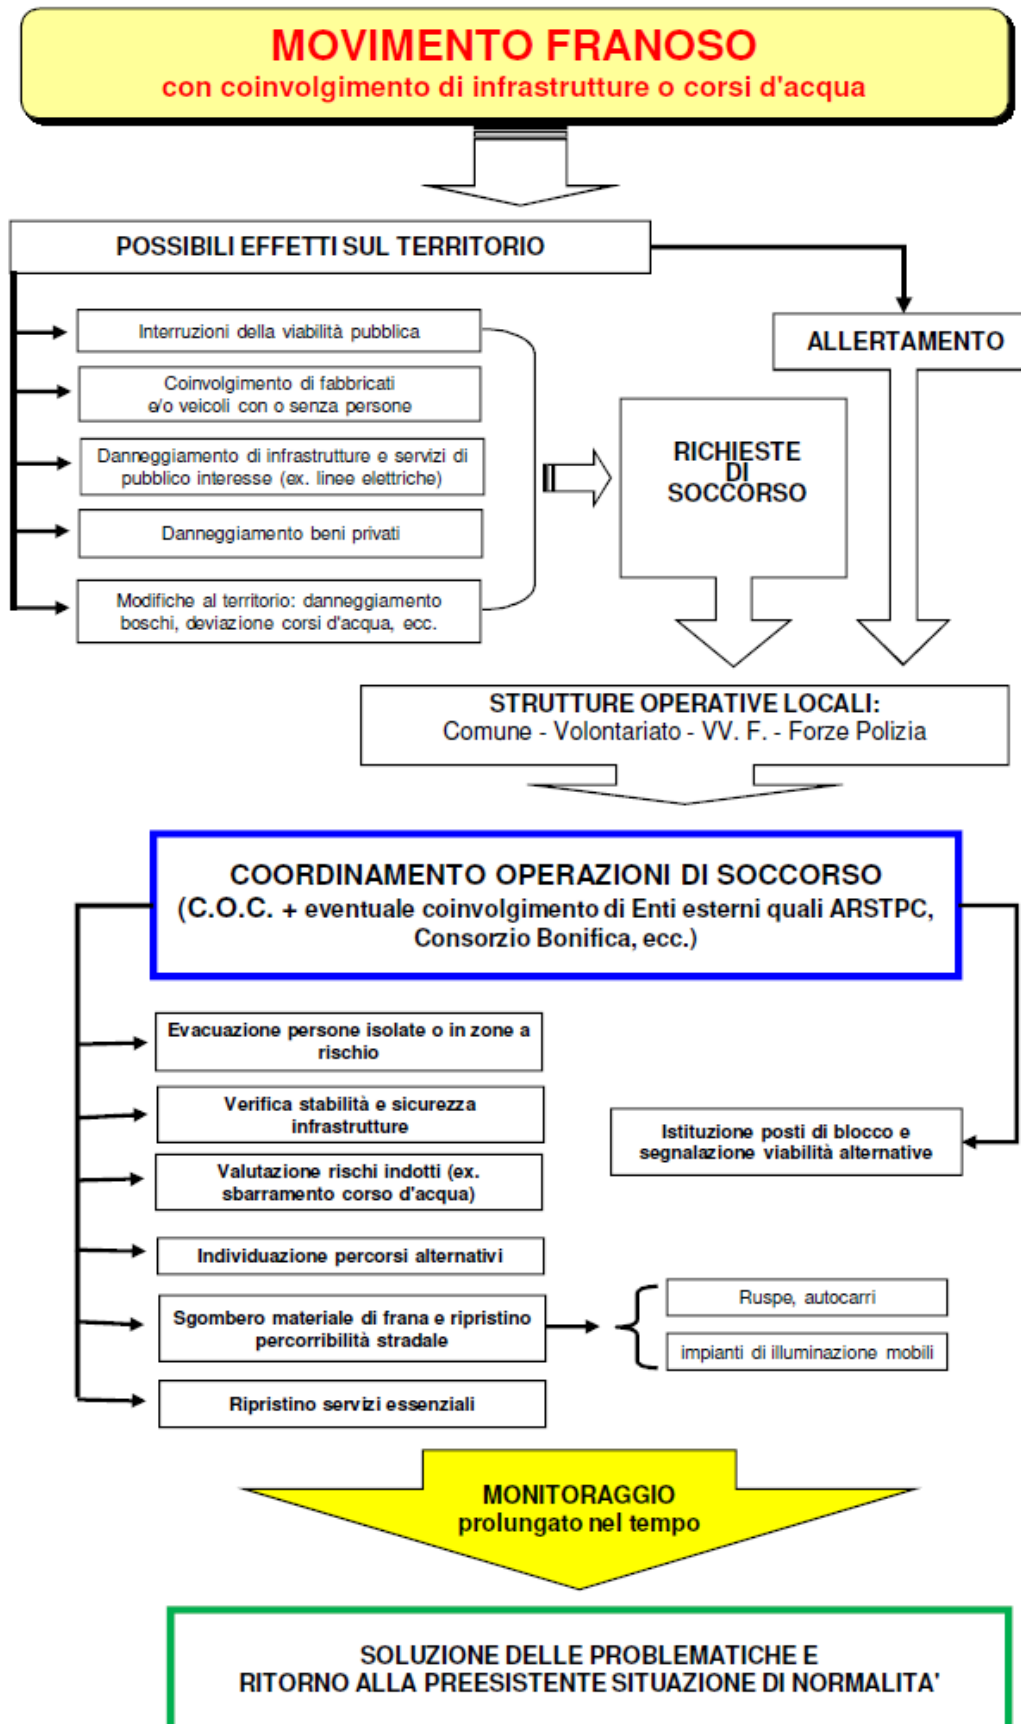 MOVIMENTO FRANOSO
con coinvolgimento di infrastrutture o corsi d'acqua
POSSIBILI EFFETTI SUL TERRITORIO
Interruzioni della viabilità pubblica
Coinvolgimento di fabbricati
e/o veicoli con o senza persone
Danneggiamento di infrastrutture e servizi di
pubblico interesse (ex. linee elettriche)
Danneggiamento beni privati
Modifiche al territorio: danneggiamento
boschi, deviazione corsi d'acqua, ecc.
ALLERTAMENTO
RICHIESTE
DI
SOCCORSO
STRUTTURE OPERATIVE LOCALI:
Comune - Volontariato - VV. F. - Forze Polizia
COORDINAMENTO OPERAZIONI DI SOCCORSO
(C.O.C. + eventuale coinvolgimento di Enti esterni quali ARSTPC,
Consorzio Bonifica, ecc.)
Evacuazione persone isolate o in zone a
rischio
Verifica stabilità e sicurezza
infrastrutture
Valutazione rischi indotti (ex.
sbarramento corso d'acqua)
Individuazione percorsi alternativi
Sgombero materiale di frana e ripristino
percorribilità stradale
Ripristino servizi essenziali
Istituzione posti di blocco e
segnalazione viabilità alternative
Ruspe, autocarri
impianti di illuminazione mobili
MONITORAGGIO
prolungato nel tempo
SOLUZIONE DELLE PROBLEMATICHE E
RITORNO ALLA PREESISTENTE SITUAZIONE DI NORMALITA'